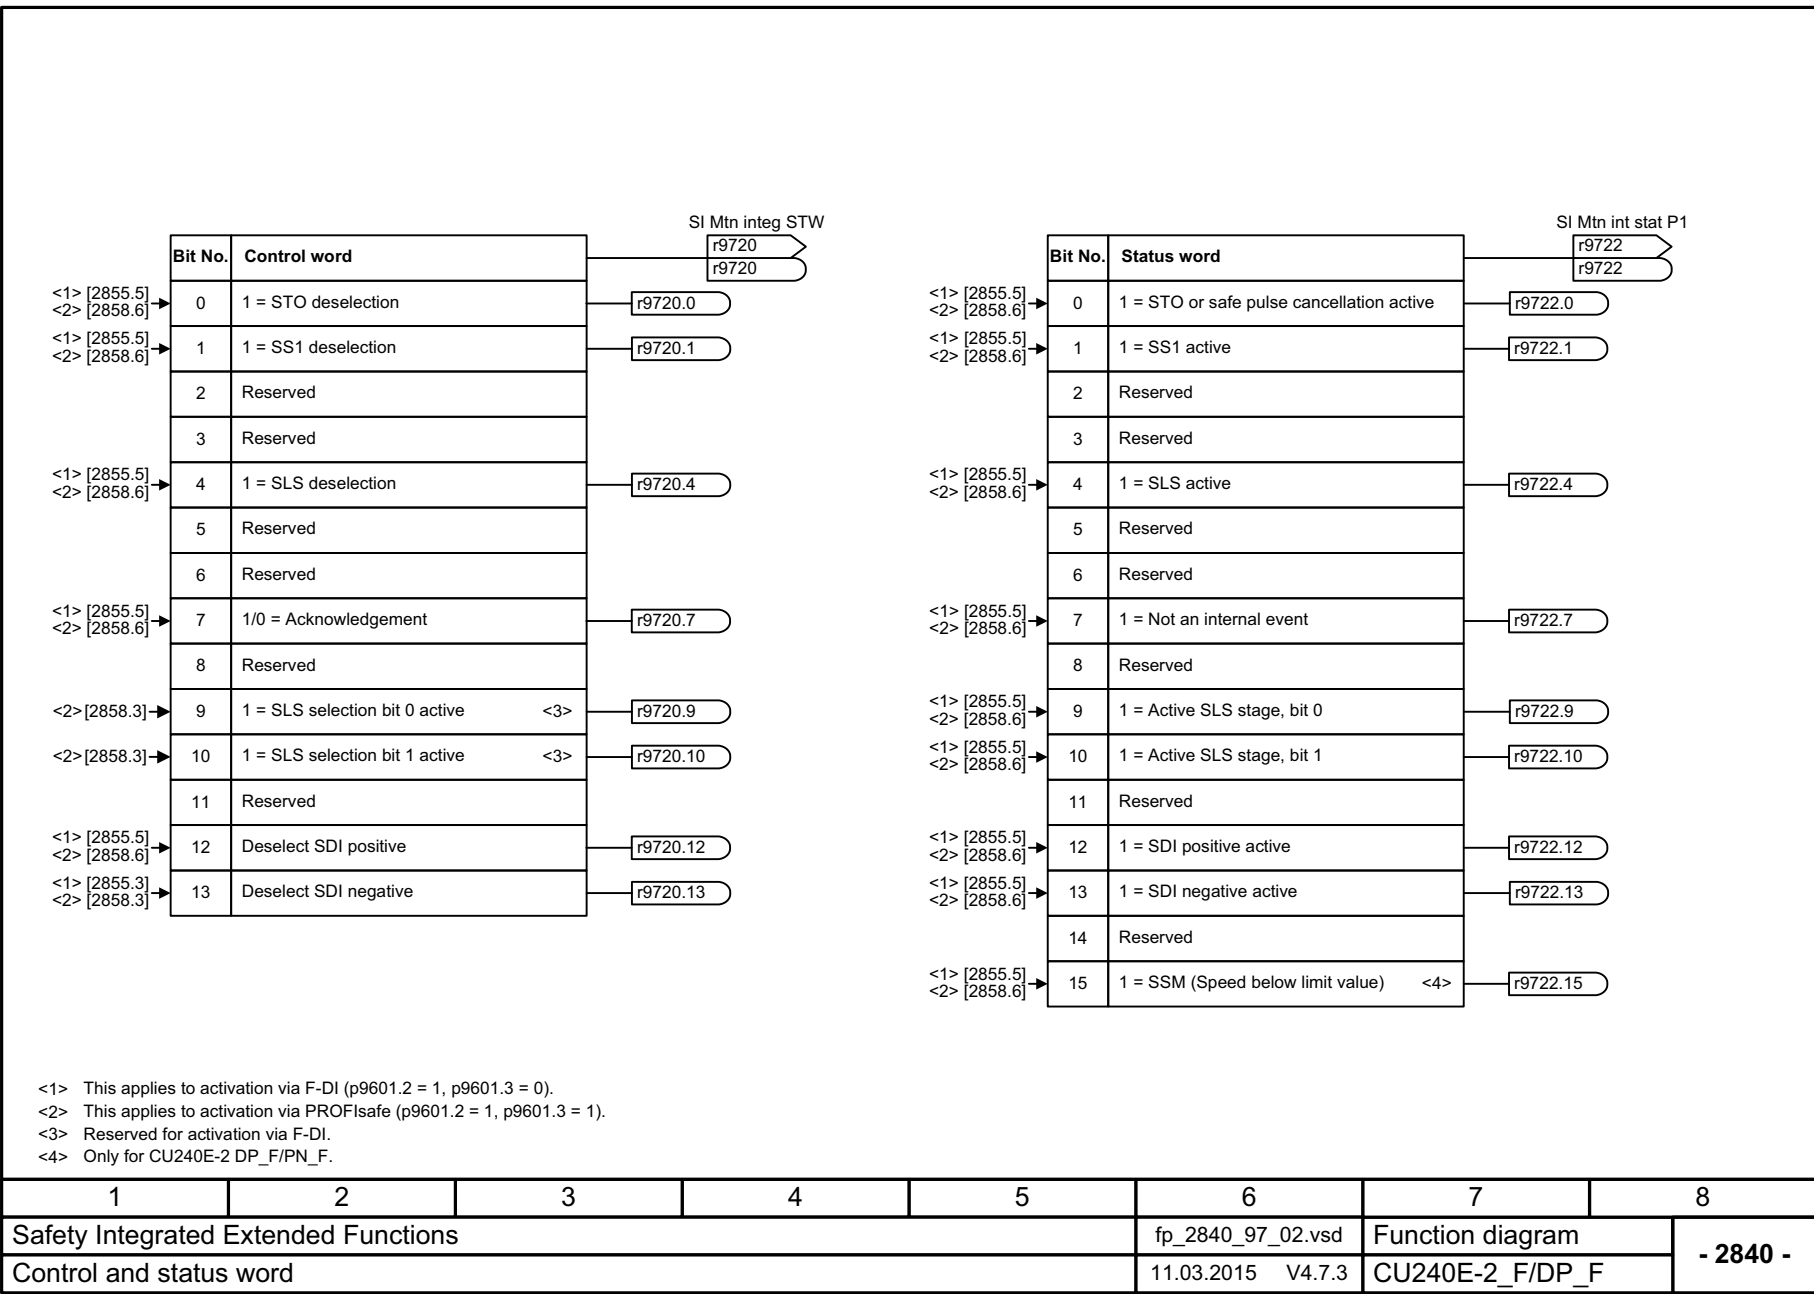 SI Mtn integ STW
Bit No. Control word r9720
r9720
<1> [2855.5]
<2> [2858.6] 0 1 = STO deselection r9720.0
<1> [2855.5]
<2> [2858.6] 1 1 = SS1 deselection r9720.1
2 Reserved
3 Reserved
<1> [2855.5]
<2> [2858.6] 4 1 = SLS deselection r9720.4
5 Reserved
6 Reserved
<1> [2855.5]
<2> [2858.6] 7 1/0 = Acknowledgement r9720.7
8 Reserved
<2>[2858.3] 9 1 = SLS selection bit 0 active <3> r9720.9
<2>[2858.3] 10 1 = SLS selection bit 1 active <3> r9720.10
11 Reserved
<1> [2855.5]
<2> [2858.6] 12 Deselect SDI positive r9720.12
<1> [2855.3]
<2> [2858.3] 13 Deselect SDI negative r9720.13
SI Mtn int stat P1
Bit No. Status word r9722
r9722
<1> [2855.5]
<2> [2858.6] 0 1 = STO or safe pulse cancellation active r9722.0
<1> [2855.5]
<2> [2858.6] 1 1 = SS1 active r9722.1
2 Reserved
3 Reserved
<1> [2855.5]
<2> [2858.6] 4 1 = SLS active r9722.4
5 Reserved
6 Reserved
<1> [2855.5]
<2> [2858.6] 7 1 = Not an internal event r9722.7
8 Reserved
<1> [2855.5]
<2> [2858.6] 9 1 = Active SLS stage, bit 0 r9722.9
<1> [2855.5]
<2> [2858.6] 10 1 = Active SLS stage, bit 1 r9722.10
11 Reserved
<1> [2855.5]
<2> [2858.6] 12 1 = SDI positive active r9722.12
<1> [2855.5]
<2> [2858.6] 13 1 = SDI negative active r9722.13
14 Reserved
<1> [2855.5]
<2> [2858.6] 15 1 = SSM (Speed below limit value) <4> r9722.15
<1> This applies to activation via F-DI (p9601.2 = 1, p9601.3 = 0).
<2> This applies to activation via PROFIsafe (p9601.2 = 1, p9601.3 = 1).
<3> Reserved for activation via F-DI.
<4> Only for CU240E-2 DP_F/PN_F.
1 2 3 4 5 6 7 8
Safety Integrated Extended Functions fp_2840_97_02.vsd Function diagram - 2840 -
Control and status word 11.03.2015 V4.7.3 CU240E-2_F/DP_F